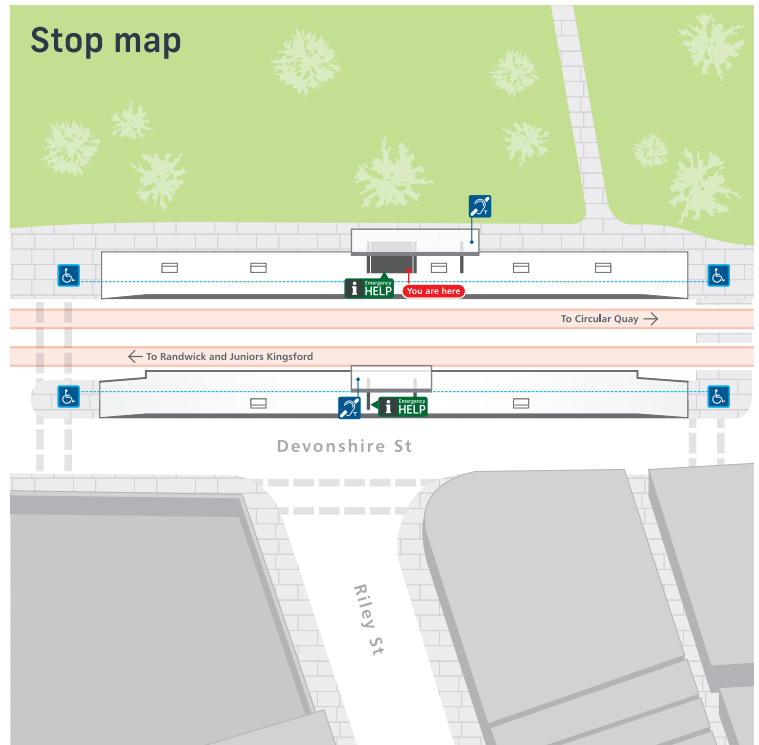 Stop map
T
Emergency
i HELP
You are here
To Circular Quay
To Randwick and Juniors Kingsford
T
Emergency
i HELP
Devonshire St
Riley St